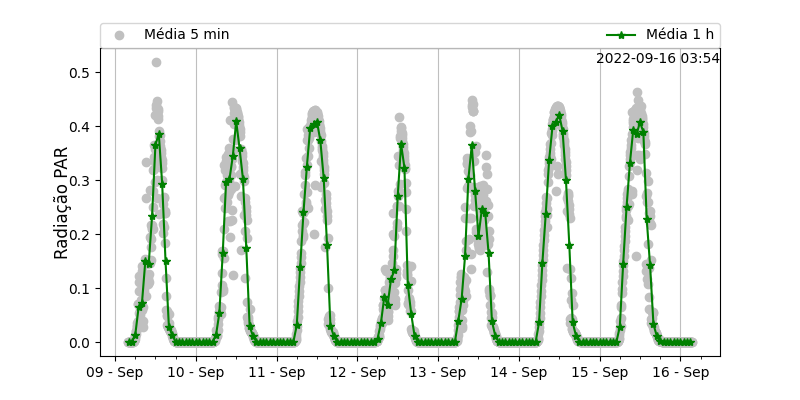 Média 5 min
Média 1 h
2022-09-16 03:54
Radiação PAR
0.5
0.4
0.3
0.2
0.1
0.0
09 - Sep
10 - Sep
11 - Sep
12 - Sep
13 - Sep
14 - Sep
15 - Sep
16 - Sep